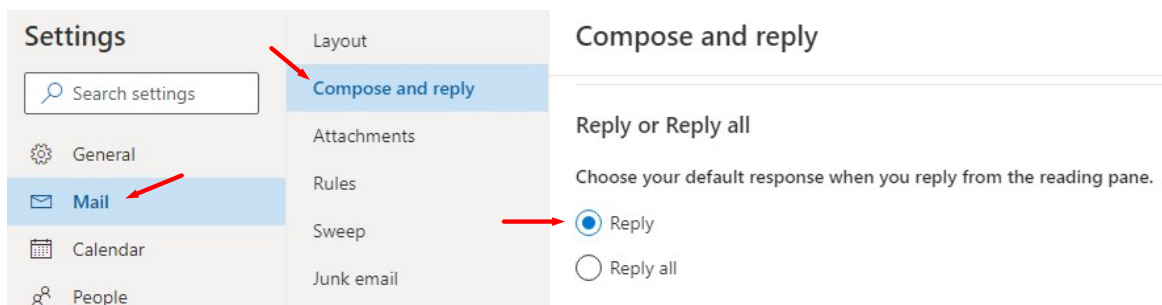 Settings
Search settings
General
Mail
Calendar
People
Layout
Compose and reply
Attachments
Rules
Sweep
Junk email
Compose and reply
Reply or Reply all
Choose your default response when you reply from the reading pane.
Reply
Reply all